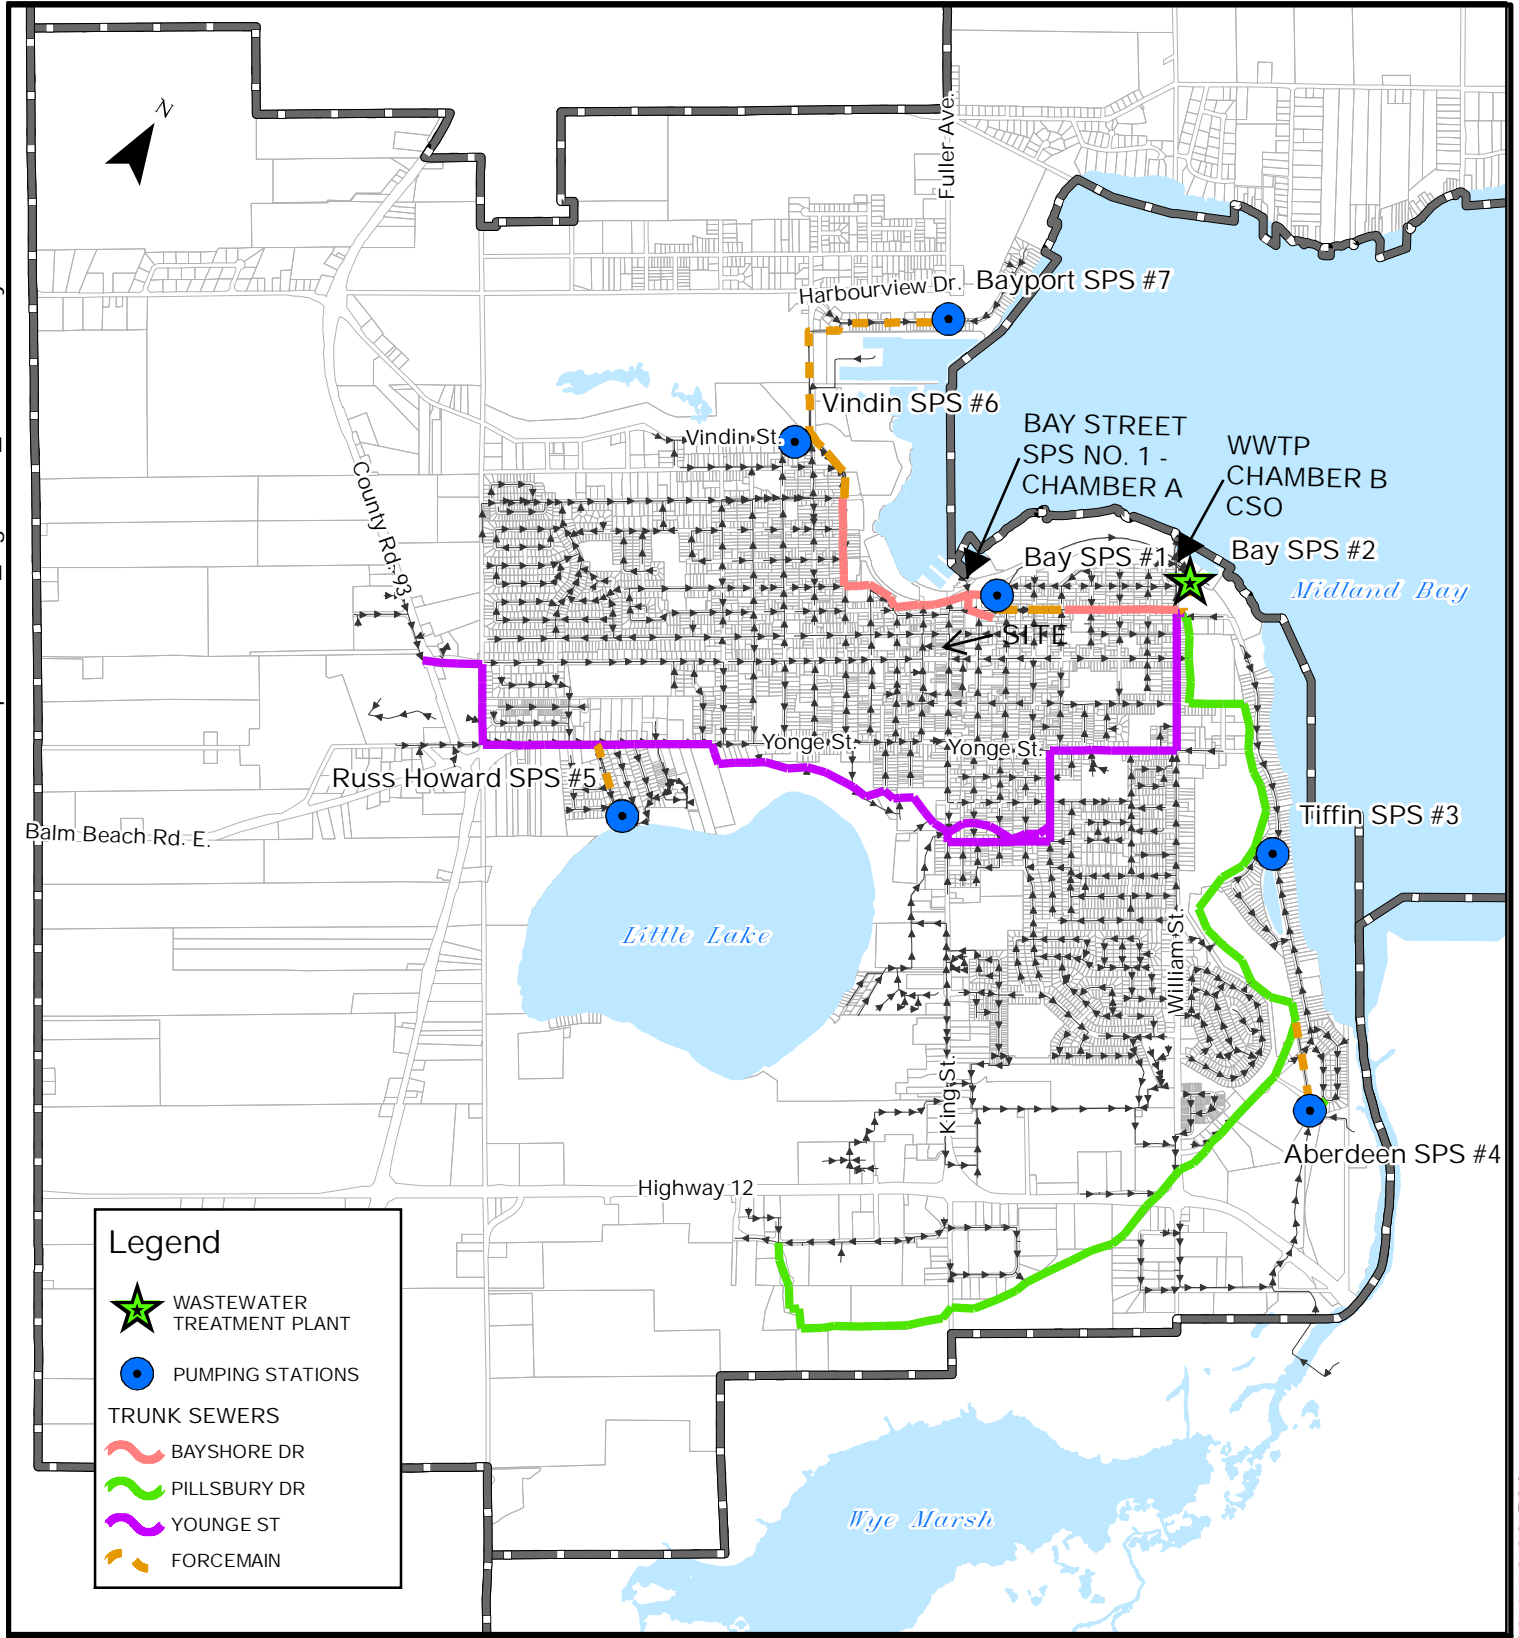 N
Fuller Ave.
Harbourview Dr.
Bayport SPS #7
Vindin SPS #6
BAY STREET
SPS NO. 1 -
CHAMBER A
WWTP
CHAMBER B
CSO
Vindin St.
County Rd. 93
Bay SPS #1
Bay SPS #2
Midland Bay
SITE
Yonge St.
Yonge St.
Russ Howard SPS #5
Tiffin SPS #3
Balm Beach Rd. E.
Little Lake
William St.
King St.
Aberdeen SPS #4
Highway 12
Legend
WASTEWATER
TREATMENT PLANT
PUMPING STATIONS
TRUNK SEWERS
BAYSHORE DR
PILLSBURY DR
YOUNGE ST
FORCEMAIN
Wye Marsh